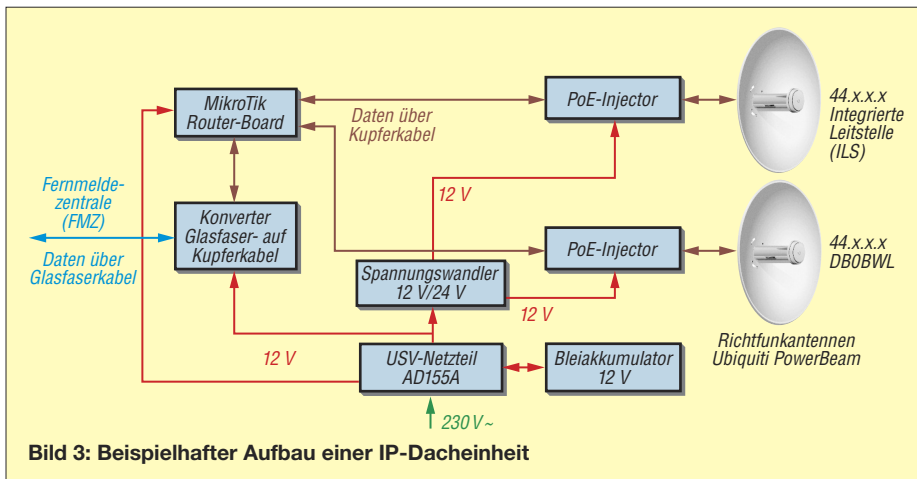 MikroTik
Router-Board
Daten über
Kupferkabel
PoE-Injector
44.x.x.x
Integrierte
Leitstelle
(ILS)
Fernmelde-
zentrale
(FMZ)
Daten über
Glasfaserkabel
Konverter
Glasfaser- auf
Kupferkabel
12 V
Spannungswandler
12 V/24 V
12 V
PoE-Injector
44.x.x.x
DB0BWL
Richtfunkantennen
Ubiquiti PowerBeam
12 V
USV-Netzteil
AD155A
Bleiakkumulator
12 V
230 V~
Bild 3: Beispielhafter Aufbau einer IP-Dacheinheit